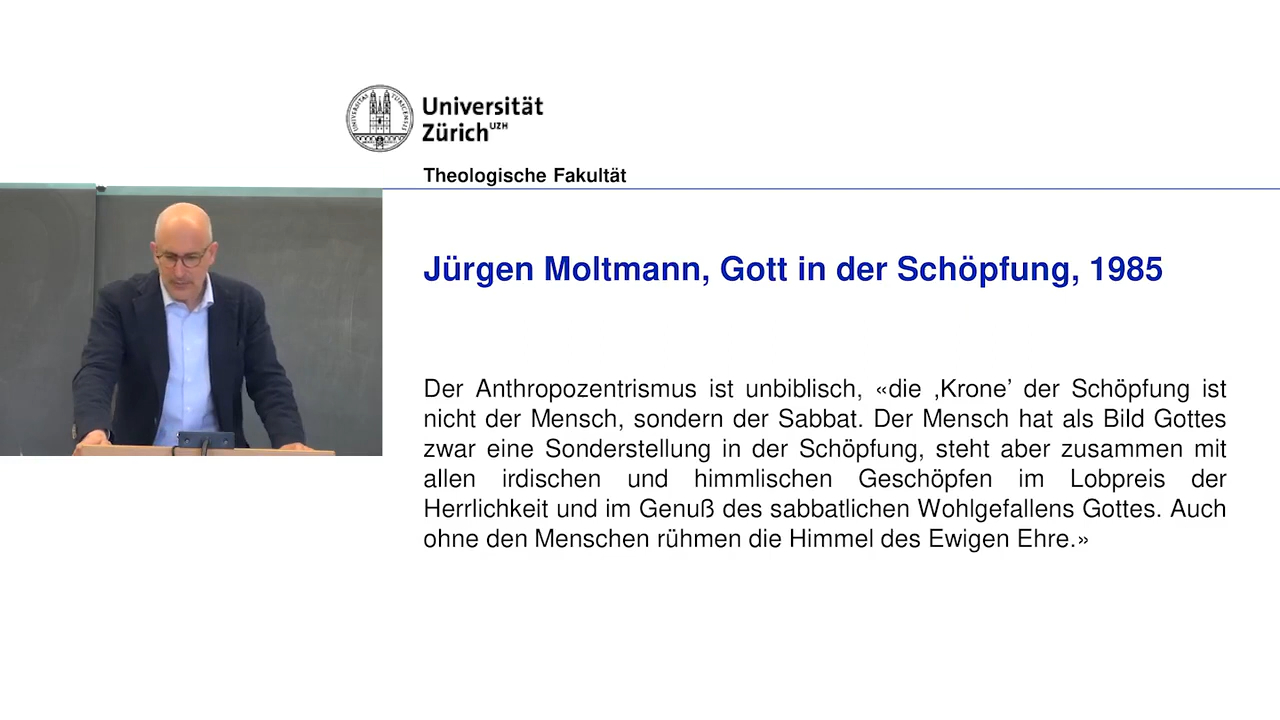 Universität
Zürich UZH
Theologische Fakultät
Jürgen Moltmann, Gott in der Schöpfung, 1985
Der Anthropozentrismus ist unbiblisch, «die ‚Krone’ der Schöpfung ist
nicht der Mensch, sondern der Sabbat. Der Mensch hat als Bild Gottes
zwar eine Sonderstellung in der Schöpfung, steht aber zusammen mit
allen irdischen und himmlischen Geschöpfen im Lobpreis der
Herrlichkeit und im Genuß des sabbatlichen Wohlgefallens Gottes. Auch
ohne den Menschen rühmen die Himmel des Ewigen Ehre.»